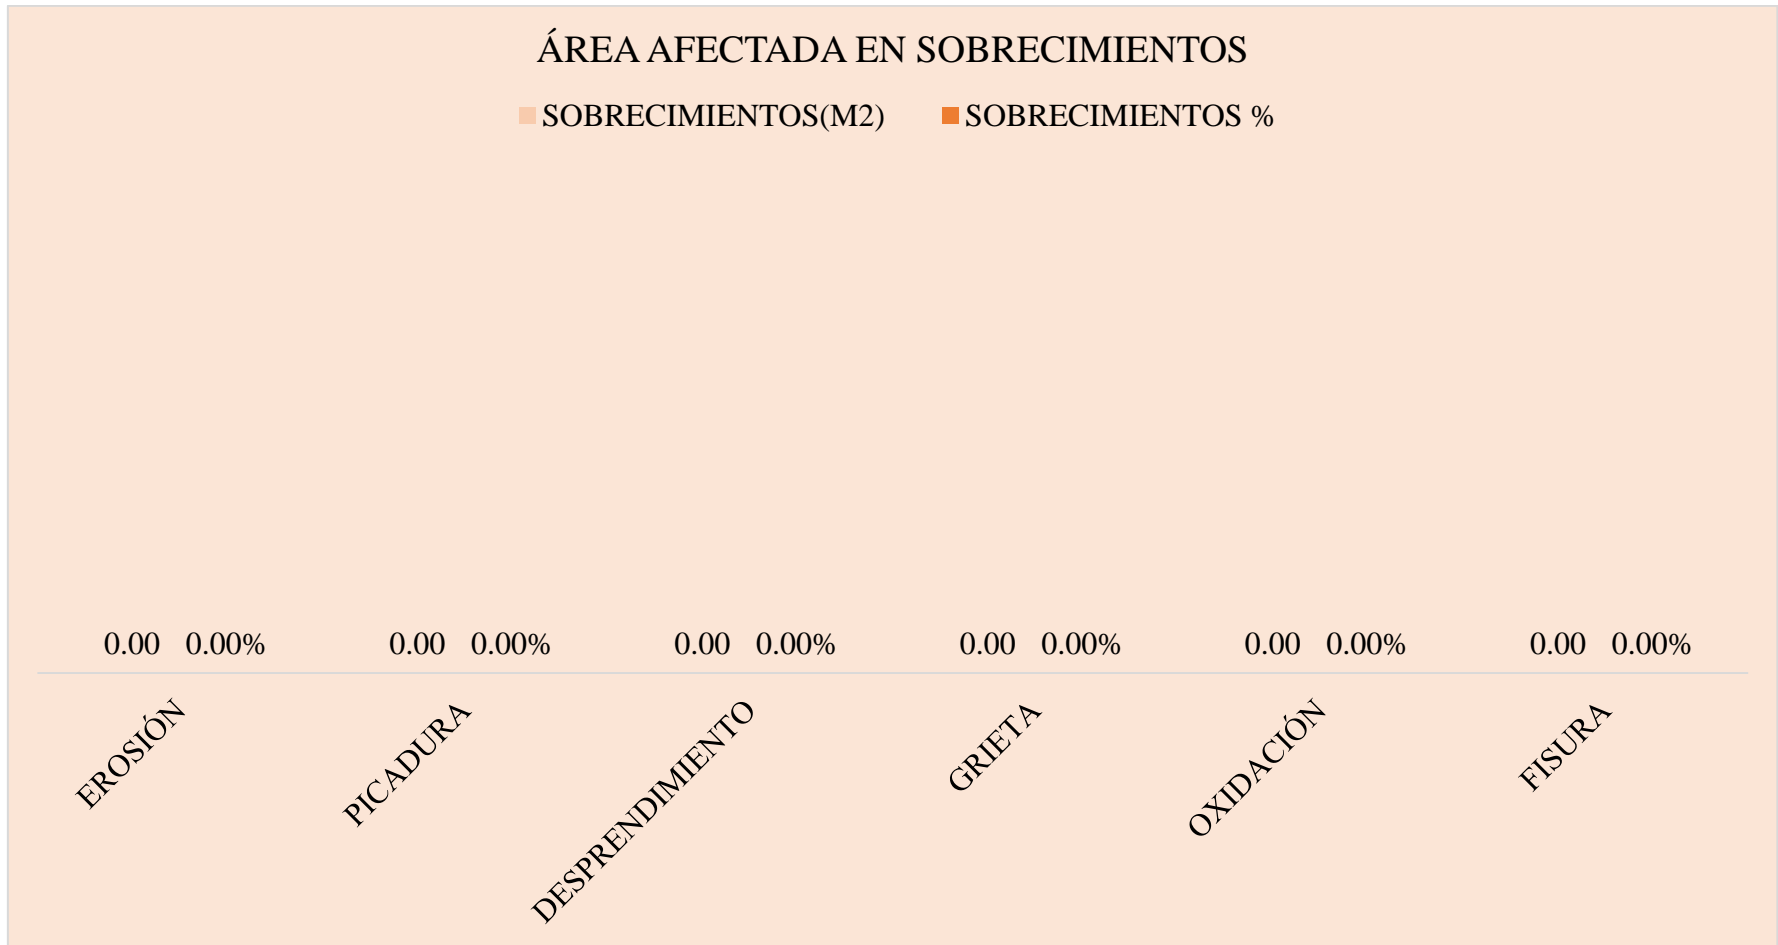 ÁREA AFECTADA EN SOBRECIMIENTOS
SOBRECIMIENTOS(M2) SOBRECIMIENTOS %
0.00 0.00% 0.00 0.00% 0.00 0.00% 0.00 0.00% 0.00 0.00% 0.00 0.00%
EROSIÓN
PICADURA
DESPRENDIMIENTO
GRIETA
OXIDACIÓN
FISURA